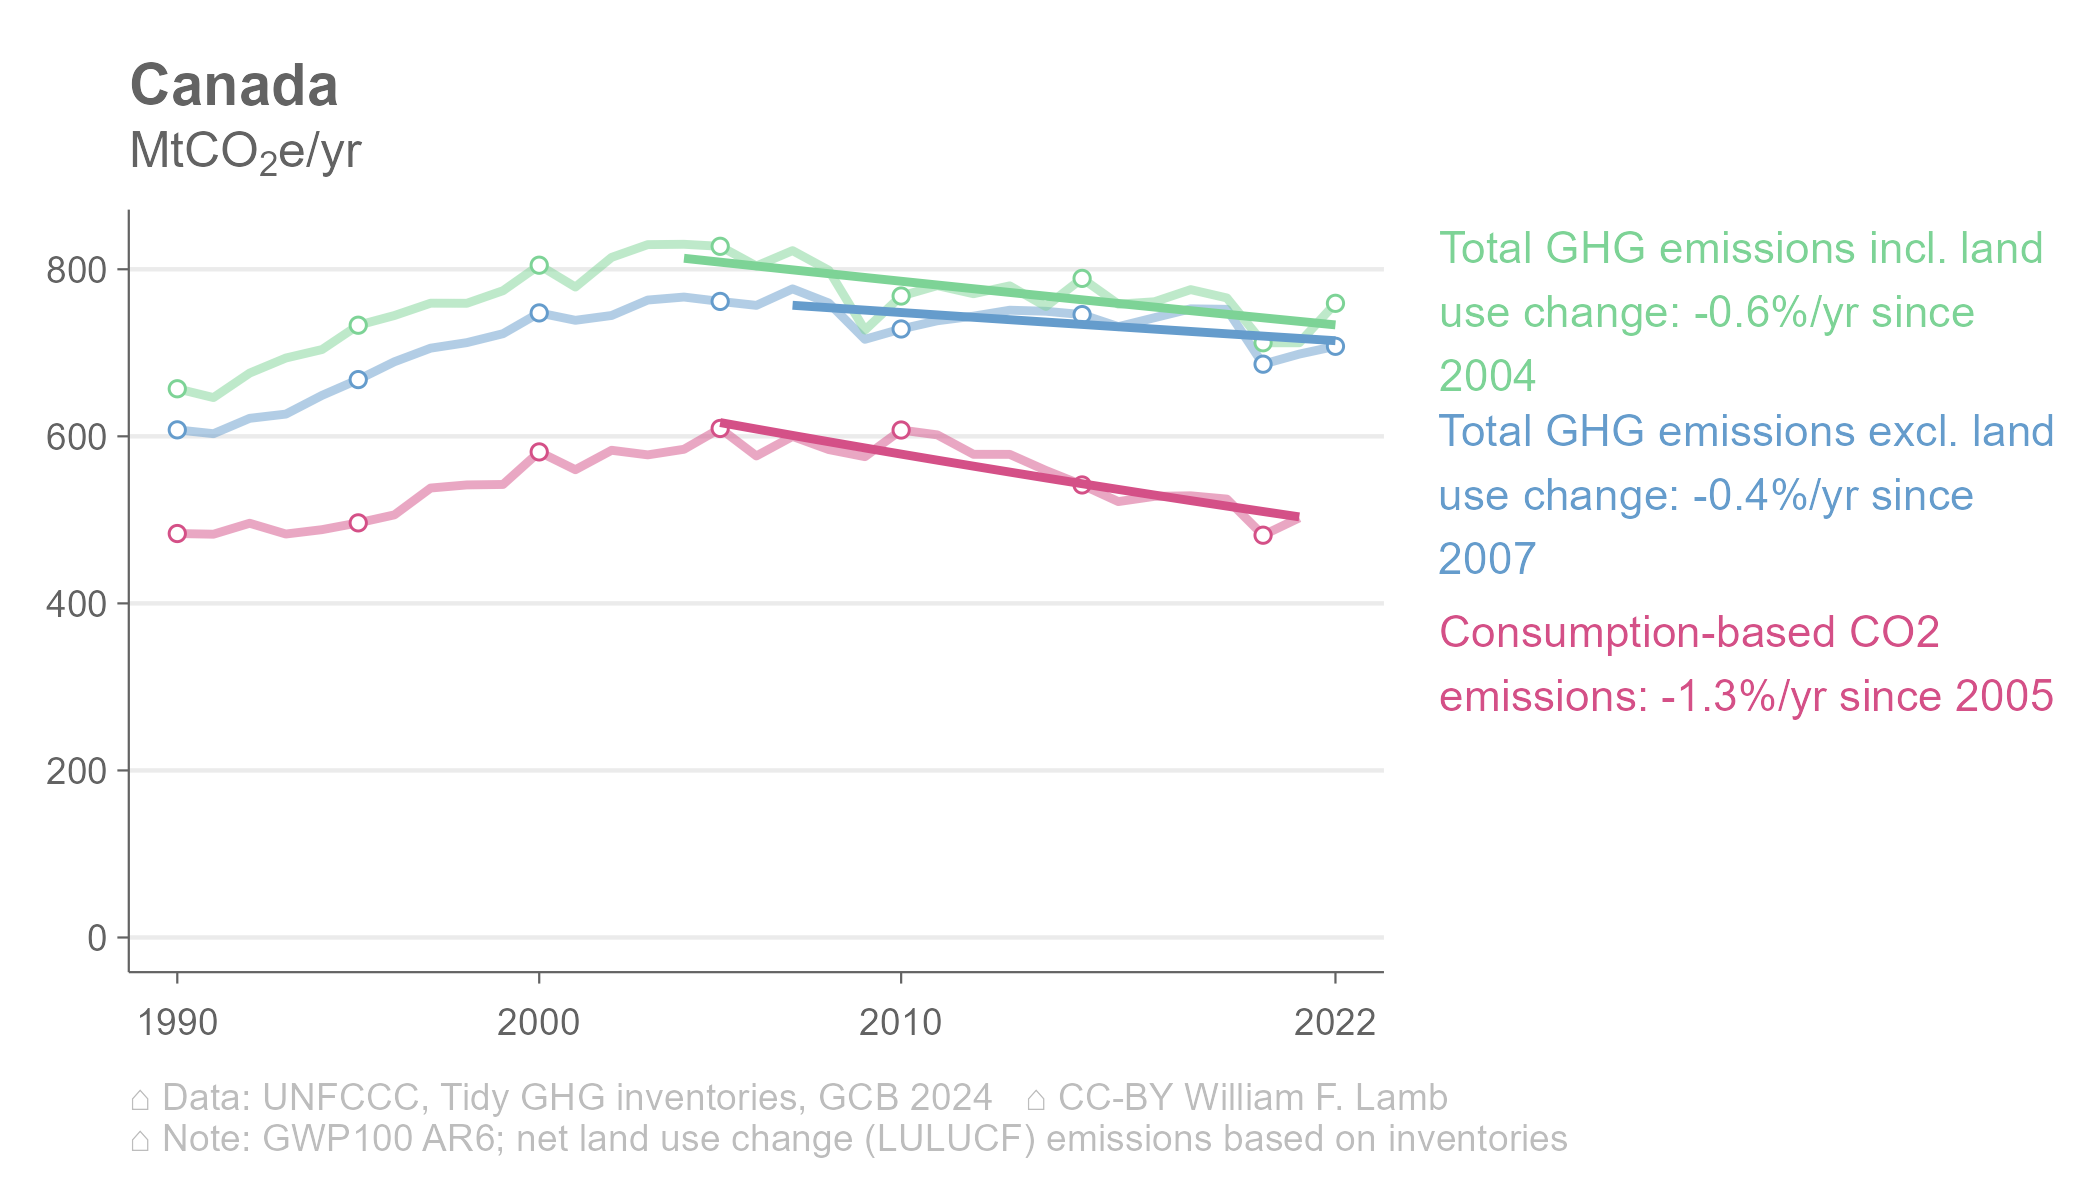 Canada
MtCO₂e/yr
800
600
400
200
0
1990
2000
2010
2022
Total GHG emissions incl. land
use change: -0.6%/yr since
2004
Total GHG emissions excl. land
use change: -0.4%/yr since
2007
Consumption-based CO2
emissions: -1.3%/yr since 2005
⌂ Data: UNFCCC, Tidy GHG inventories, GCB 2024 ⌂ CC-BY William F. Lamb
⌂ Note: GWP100 AR6; net land use change (LULUCF) emissions based on inventories